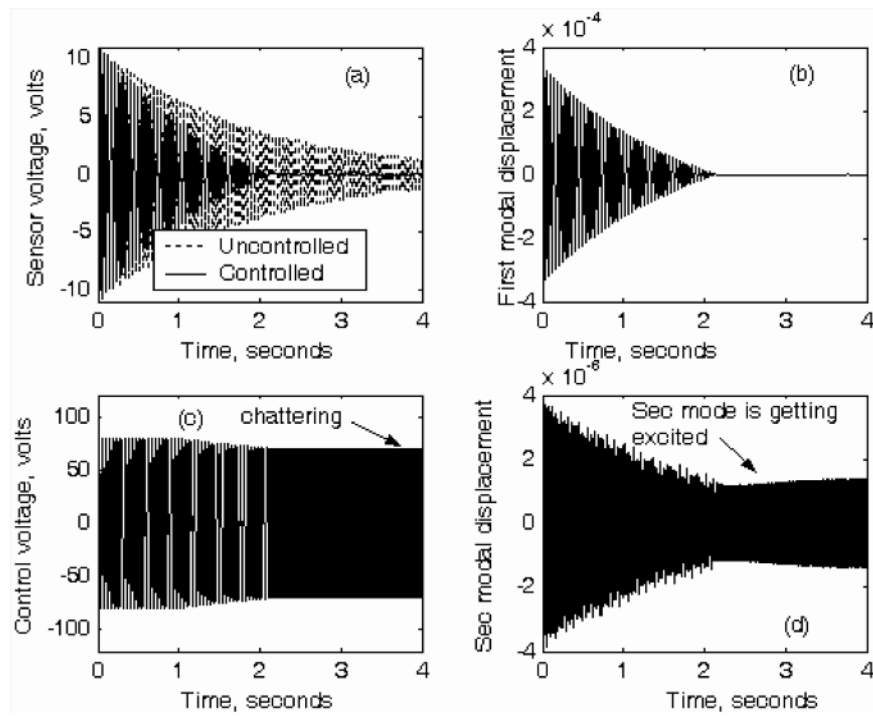 10
5
0
-5
-10
Sensor voltage, volts
(a)
Uncontrolled
Controlled
0 1 2 3 4
Time, seconds
× 10⁻⁴
4
2
0
-2
-4
First modal displacement
(b)
0 1 2 3 4
Time, seconds
100
50
0
-50
-100
Control voltage, volts
(c)
chattering
0 1 2 3 4
Time, seconds
× 10⁻⁶
4
2
0
-2
-4
Sec modal displacement
Sec mode is getting
excited
(d)
0 1 2 3 4
Time, seconds